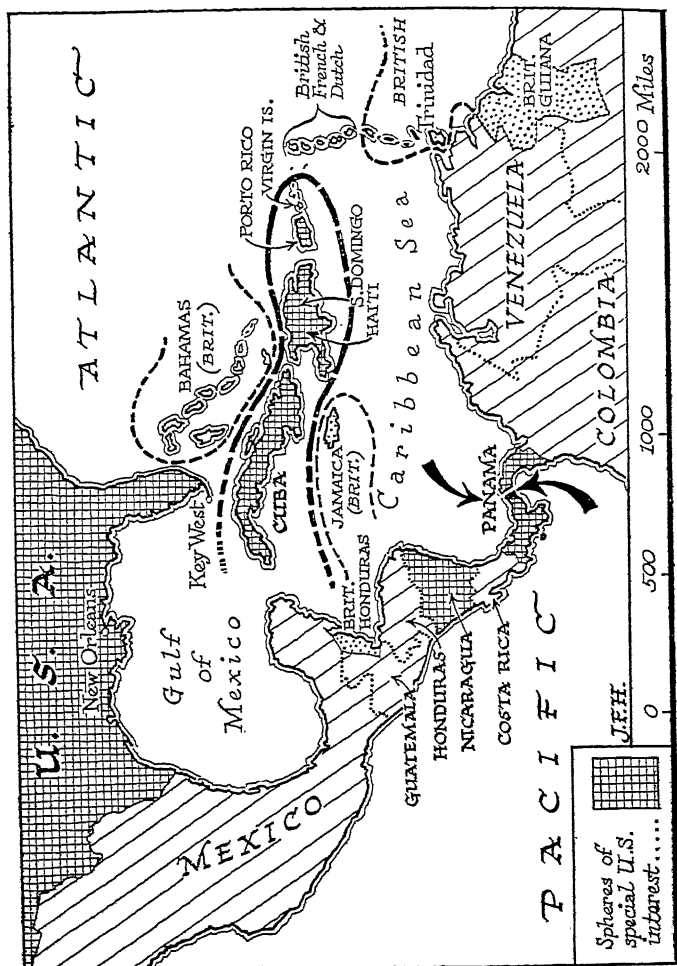 U. S. A.
ATLANTIC
New Orleans
Key West
Gulf
of
Mexico
BAHAMAS
(BRIT.)
PORTO RICO
VIRGIN IS.
British
French &
Dutch
CUBA
S. DOMINGO
HAITI
JAMAICA
(BRIT.)
BRITISH
Trinidad
MEXICO
BRIT.
HONDURAS
Caribbean Sea
GUATEMALA
HONDURAS
NICARAGUA
COSTA RICA
PANAMA
VENEZUELA
BRIT.
GUIANA
COLOMBIA
PACIFIC
J.F.H.
Spheres of
special U.S.
interest.....
0 500 1000 2000 Miles